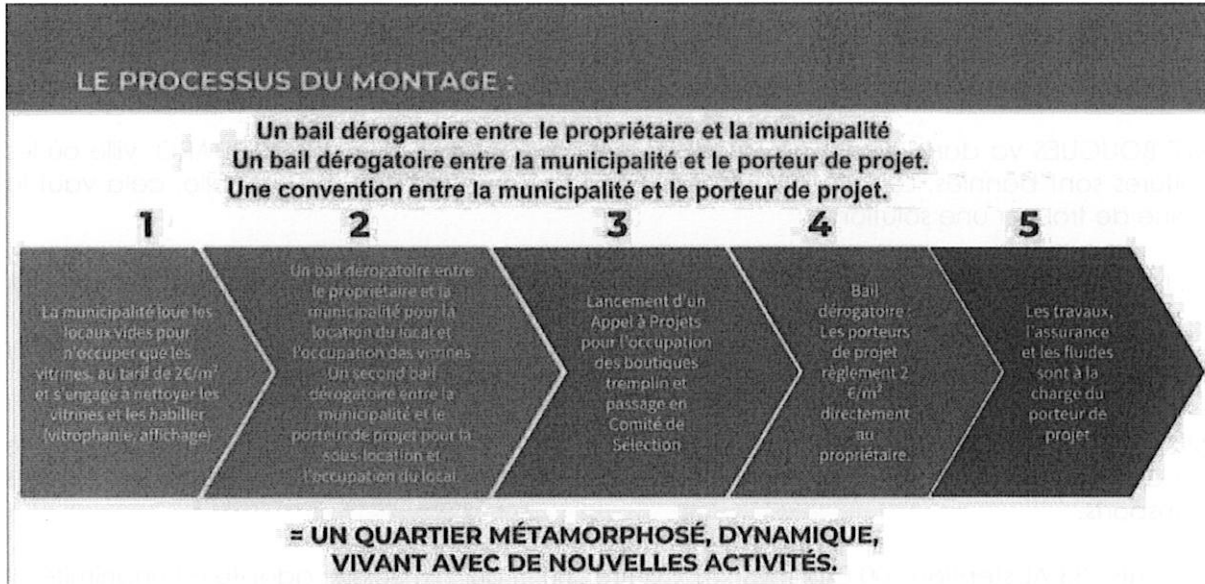 LE PROCESSUS DU MONTAGE :
Un bail dérogatoire entre le propriétaire et la municipalité
Un bail dérogatoire entre la municipalité et le porteur de projet.
Une convention entre la municipalité et le porteur de projet.
1
La municipalité loue les
locaux vides pour
n'occuper que les
vitrines, au tarif de 2€/m²
et s'engage à nettoyer les
vitrines et les habiller
(vitrophanie, affichage)
2
Un bail dérogatoire entre
le propriétaire et la
municipalité pour la
location du local et
l'occupation des vitrines
Un second bail
dérogatoire entre la
municipalité et le
porteur de projet pour la
sous-location et
l'occupation du local
3
Lancement d'un
Appel à Projets
pour l'occupation
des boutiques
tremplin et
passage en
Comité de
Sélection
4
Bail
dérogatoire :
Les porteurs
de projet
règlement 2
€/m²
directement
au
propriétaire.
5
Les travaux,
l'assurance
et les fluides
sont à la
charge du
porteur de
projet
= UN QUARTIER MÉTAMORPHOSÉ, DYNAMIQUE,
VIVANT AVEC DE NOUVELLES ACTIVITÉS.